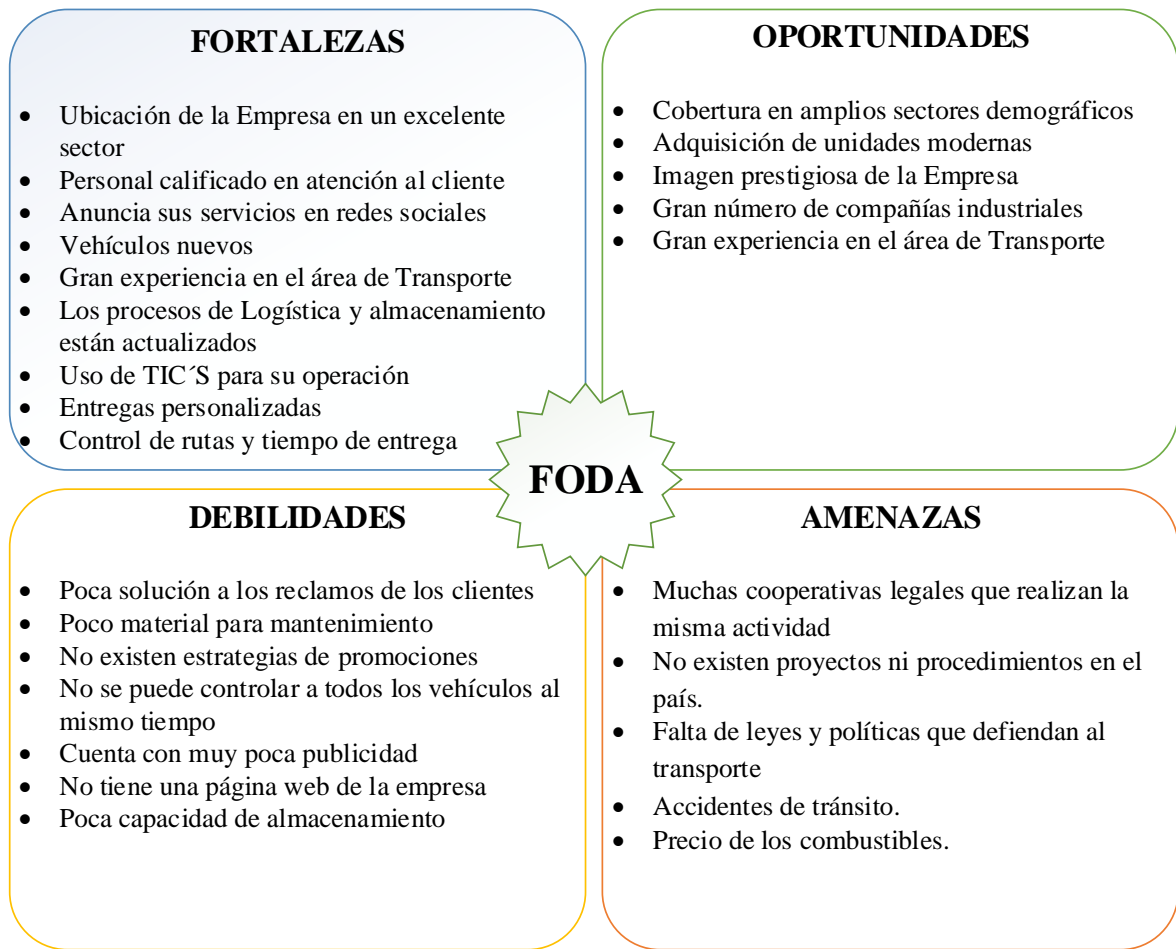 FORTALEZAS
• Ubicación de la Empresa en un excelente
sector
• Personal calificado en atención al cliente
• Anuncia sus servicios en redes sociales
• Vehículos nuevos
• Gran experiencia en el área de Transporte
• Los procesos de Logística y almacenamiento
están actualizados
• Uso de TIC´S para su operación
• Entregas personalizadas
• Control de rutas y tiempo de entrega
OPORTUNIDADES
• Cobertura en amplios sectores demográficos
• Adquisición de unidades modernas
• Imagen prestigiosa de la Empresa
• Gran número de compañías industriales
• Gran experiencia en el área de Transporte
FODA
DEBILIDADES
• Poca solución a los reclamos de los clientes
• Poco material para mantenimiento
• No existen estrategias de promociones
• No se puede controlar a todos los vehículos al
mismo tiempo
• Cuenta con muy poca publicidad
• No tiene una página web de la empresa
• Poca capacidad de almacenamiento
AMENAZAS
• Muchas cooperativas legales que realizan la
misma actividad
• No existen proyectos ni procedimientos en el
país.
• Falta de leyes y políticas que defiendan al
transporte
• Accidentes de tránsito.
• Precio de los combustibles.